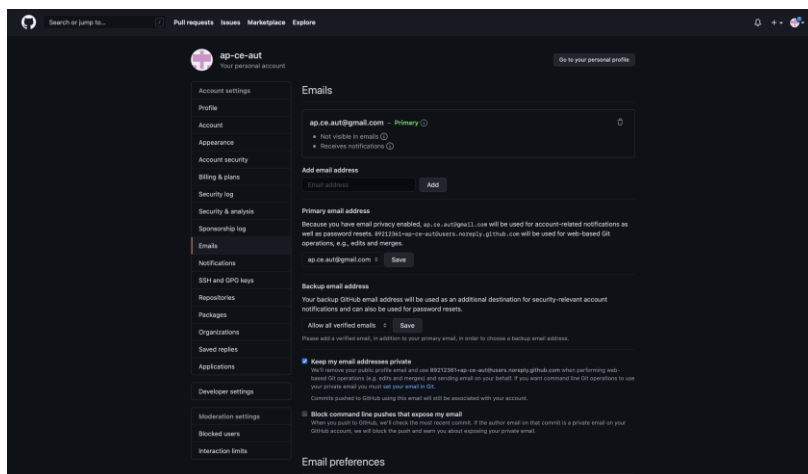 Search or jump to...
/
Pull requests Issues Marketplace Explore
ap-ce-aut
Your personal account
Go to your personal profile
Account settings
Profile
Account
Appearance
Account security
Billing & plans
Security log
Security & analysis
Sponsorship log
Emails
Notifications
SSH and GPG keys
Repositories
Packages
Organizations
Saved replies
Applications
Developer settings
Moderation settings
Blocked users
Interaction limits
Emails
ap.ce.aut@gmail.com – Primary
• Not visible in emails
• Receives notifications
Add email address
Email address
Add
Primary email address
Because you have email privacy enabled, ap.ce.aut@gmail.com will be used for account-related notifications as
well as password resets. 89212361+ap-ce-aut@users.noreply.github.com will be used for web-based Git
operations, e.g., edits and merges.
ap.ce.aut@gmail.com
Save
Backup email address
Your backup GitHub email address will be used as an additional destination for security-relevant account
notifications and can also be used for password resets.
Allow all verified emails
Save
Please add a verified email, in addition to your primary email, in order to choose a backup email address.
Keep my email addresses private
We'll remove your public profile email and use 89212361+ap-ce-aut@users.noreply.github.com when performing web-
based Git operations (e.g. edits and merges) and sending email on your behalf. If you want command line Git operations to use
your private email you must set your email in Git.
Commits pushed to GitHub using this email will still be associated with your account.
Block command line pushes that expose my email
When you push to GitHub, we'll check the most recent commit. If the author email on that commit is a private email on your
GitHub account, we will block the push and warn you about exposing your private email.
Email preferences